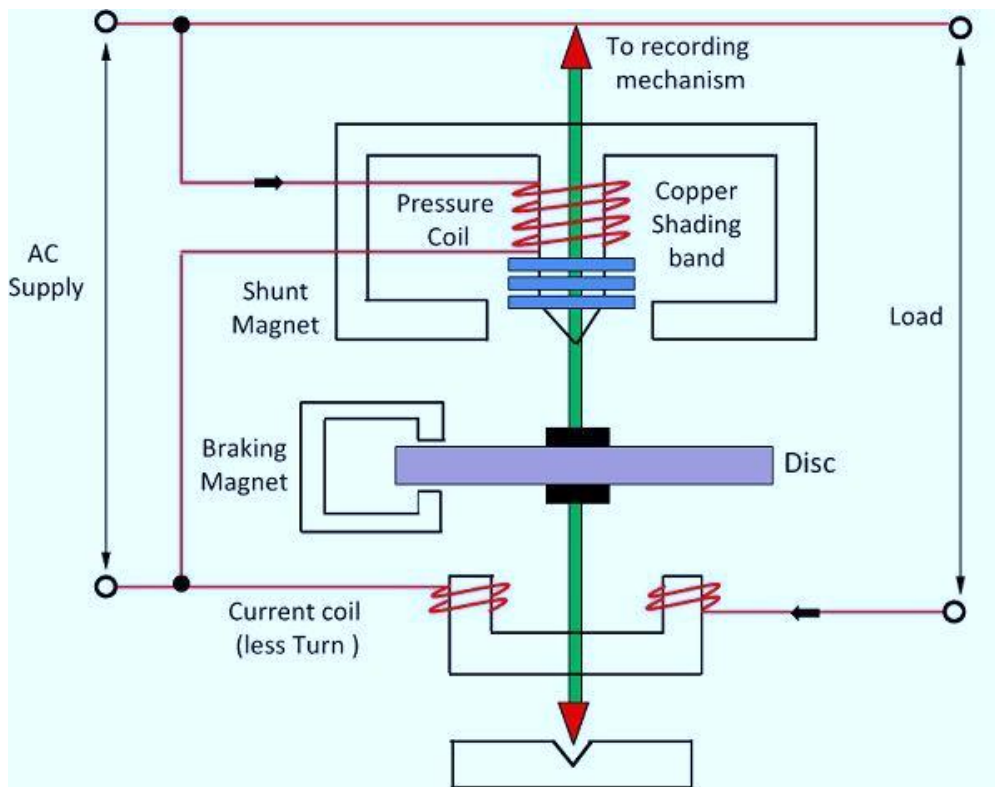 To recording
mechanism
Pressure
Coil
Copper
Shading
band
AC
Supply
Shunt
Magnet
Load
Braking
Magnet
Disc
Current coil
(less Turn )